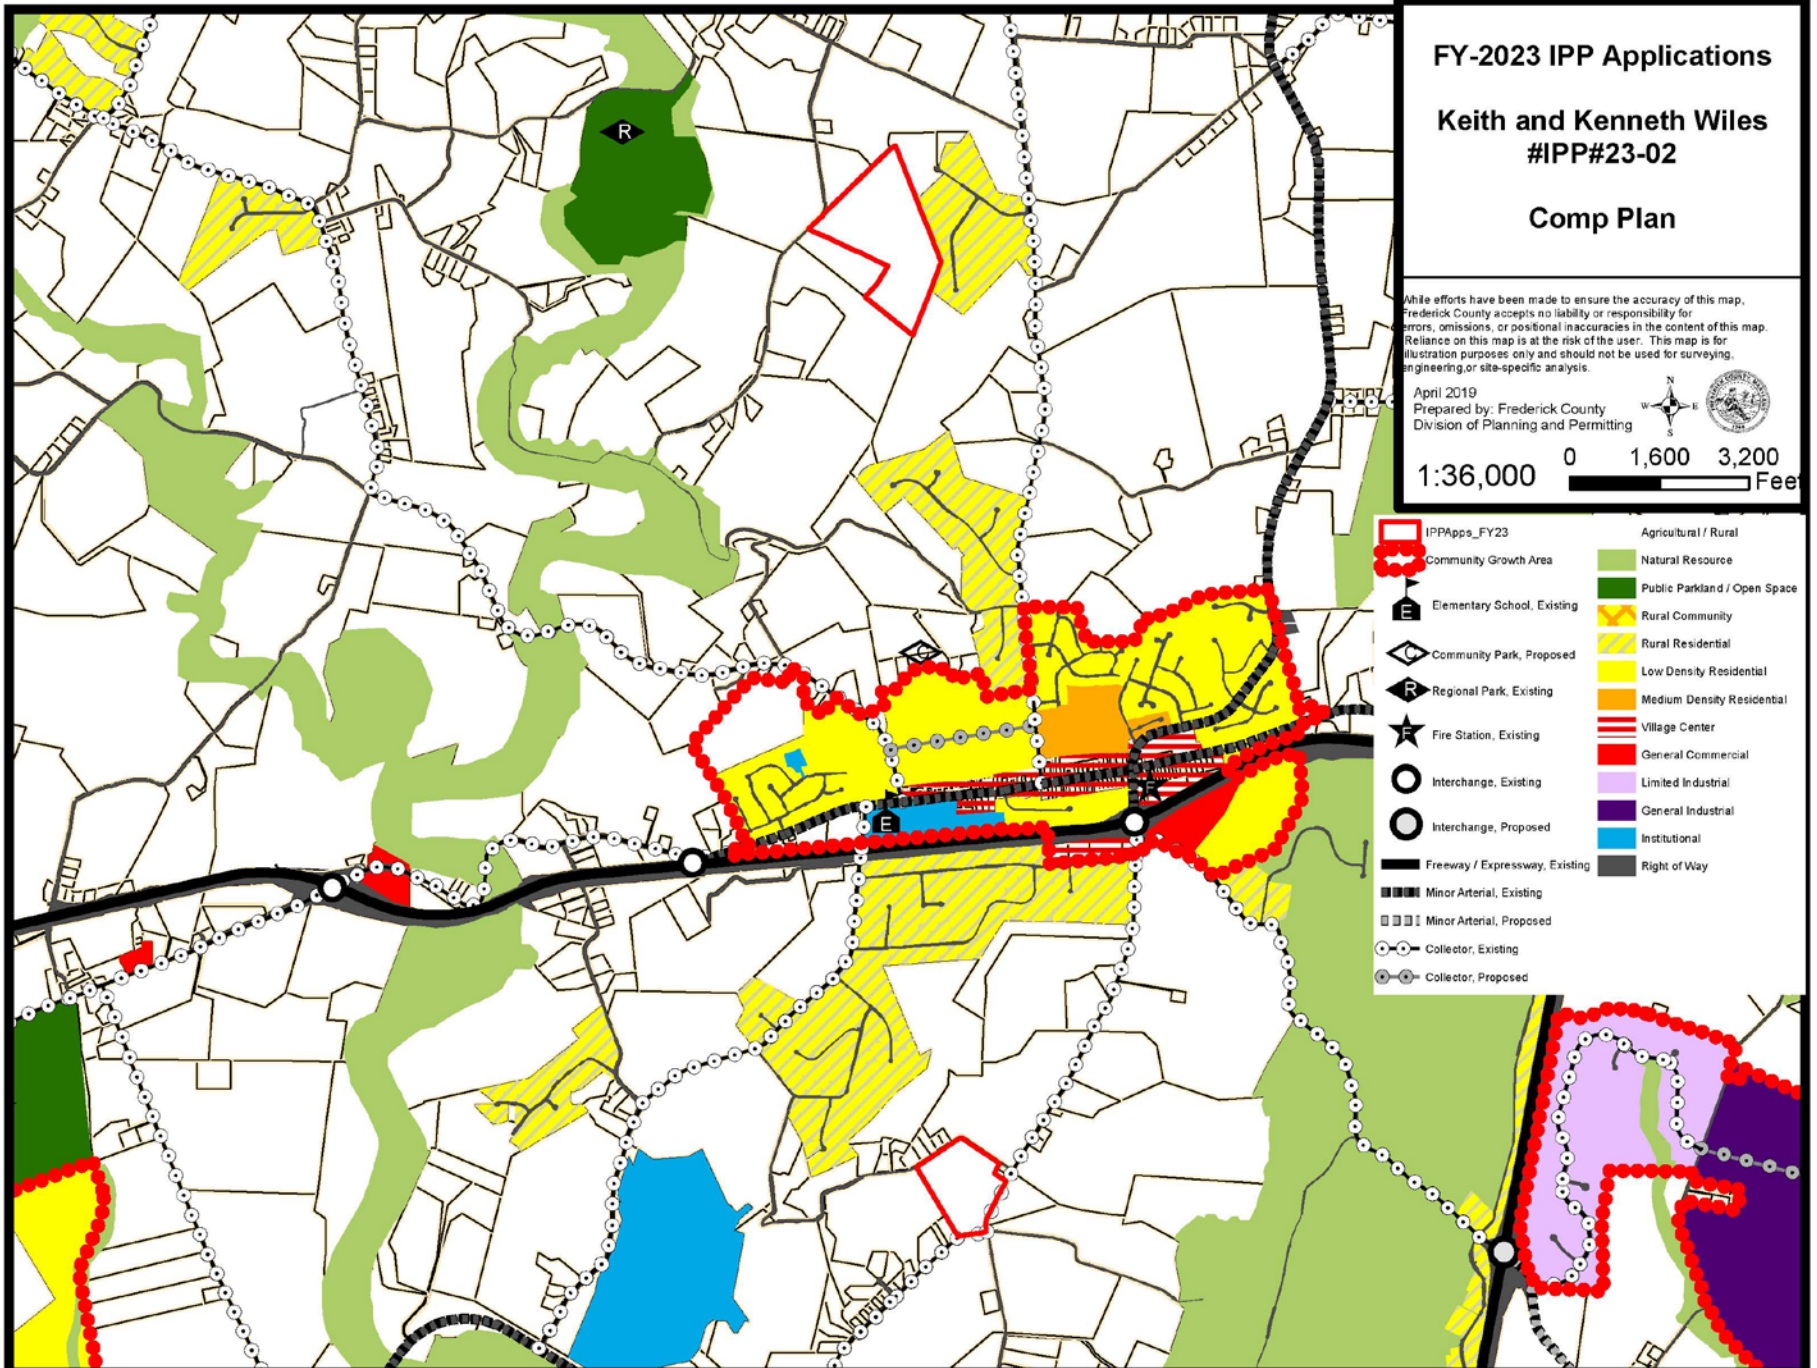 FY-2023 IPP Applications
Keith and Kenneth Wiles
#IPP#23-02
Comp Plan
While efforts have been made to ensure the accuracy of this map,
Frederick County accepts no liability or responsibility for
errors, omissions, or positional inaccuracies in the content of this map.
Reliance on this map is at the risk of the user. This map is for
illustration purposes only and should not be used for surveying,
engineering,or site-specific analysis.
April 2019
Prepared by: Frederick County
Division of Planning and Permitting
N
W E
S
1:36,000
0 1,600 3,200
Feet
IPPApps_FY23
Community Growth Area
E
Elementary School, Existing
C
Community Park, Proposed
R
Regional Park, Existing
F
Fire Station, Existing
Interchange, Existing
Interchange, Proposed
Freeway / Expressway, Existing
Minor Arterial, Existing
Minor Arterial, Proposed
Collector, Existing
Collector, Proposed
Agricultural / Rural
Natural Resource
Public Parkland / Open Space
Rural Community
Rural Residential
Low Density Residential
Medium Density Residential
Village Center
General Commercial
Limited Industrial
General Industrial
Institutional
Right of Way
R
C
F
E